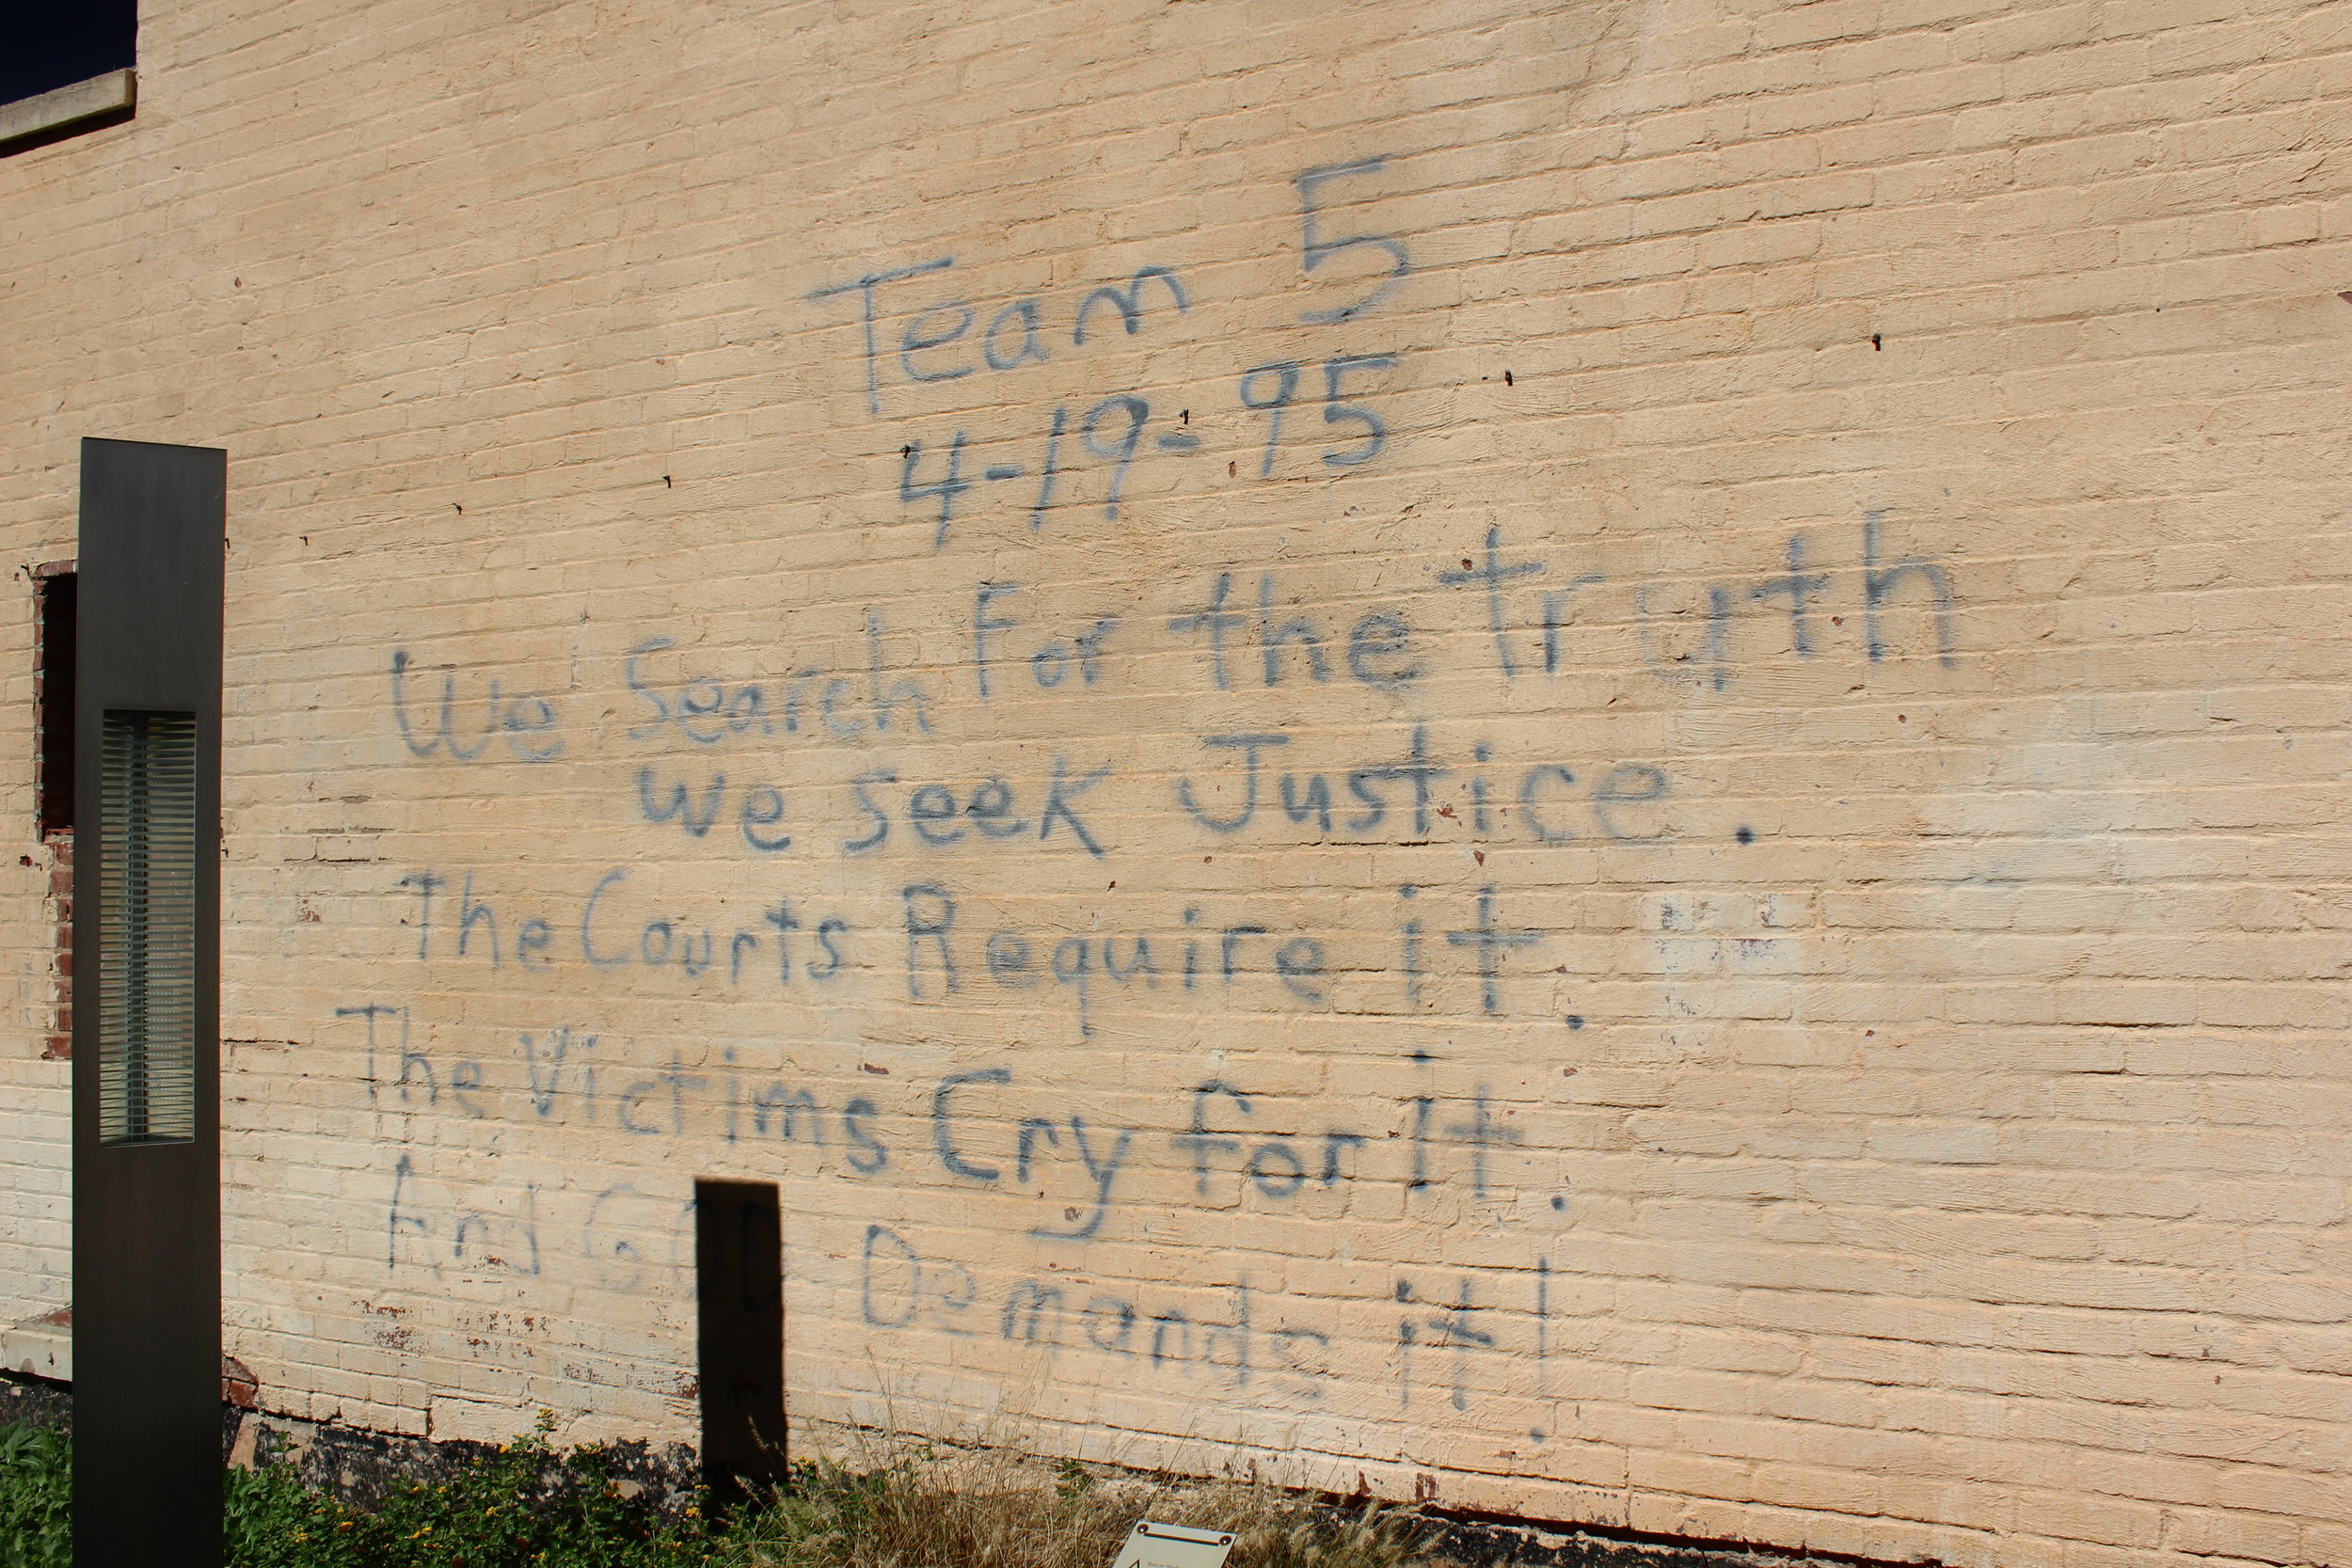 Team 5
4-19-95
We Search For the truth
we seek Justice.
The Courts Require it.
The Victims Cry for it.
And GOD Demands it!